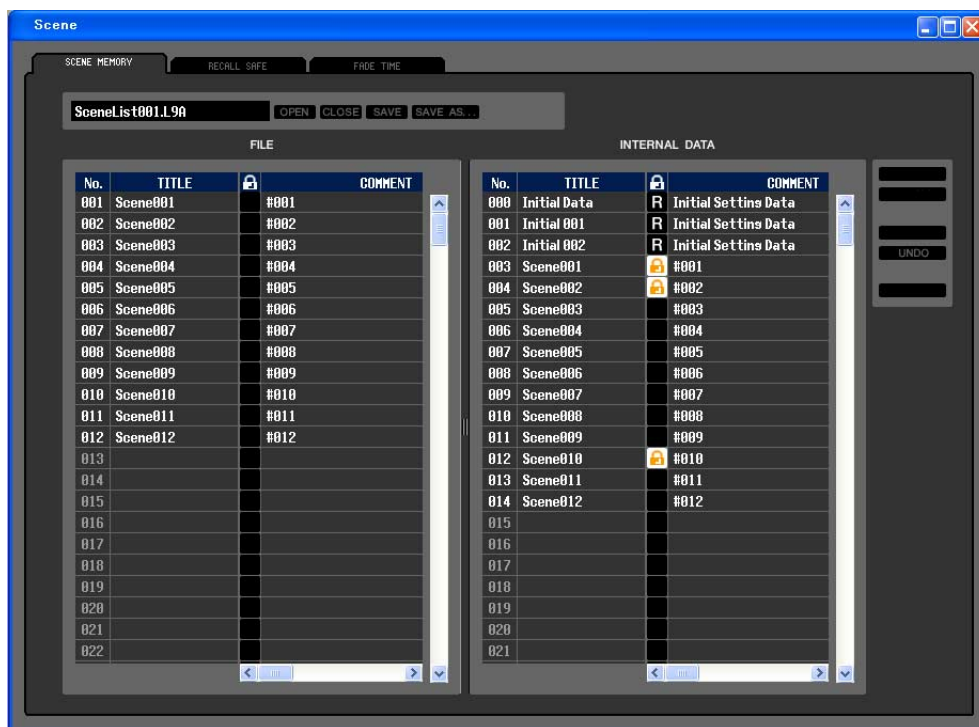 Scene
SCENE MEMORY RECALL SAFE FADE TIME
SceneList001.L9A OPEN CLOSE SAVE SAVE AS...
FILE
No. TITLE COMMENT
001 Scene001 #001
002 Scene002 #002
003 Scene003 #003
004 Scene004 #004
005 Scene005 #005
006 Scene006 #006
007 Scene007 #007
008 Scene008 #008
009 Scene009 #009
010 Scene010 #010
011 Scene011 #011
012 Scene012 #012
013
014
015
016
017
018
019
020
021
022
INTERNAL DATA
No. TITLE COMMENT
000 Initial Data R Initial Setting Data
001 Initial 001 R Initial Setting Data
002 Initial 002 R Initial Setting Data
003 Scene001 #001
004 Scene002 #002
005 Scene003 #003
006 Scene004 #004
007 Scene005 #005
008 Scene006 #006
009 Scene007 #007
010 Scene008 #008
011 Scene009 #009
012 Scene010 #010
013 Scene011 #011
014 Scene012 #012
015
016
017
018
019
020
021
UNDO